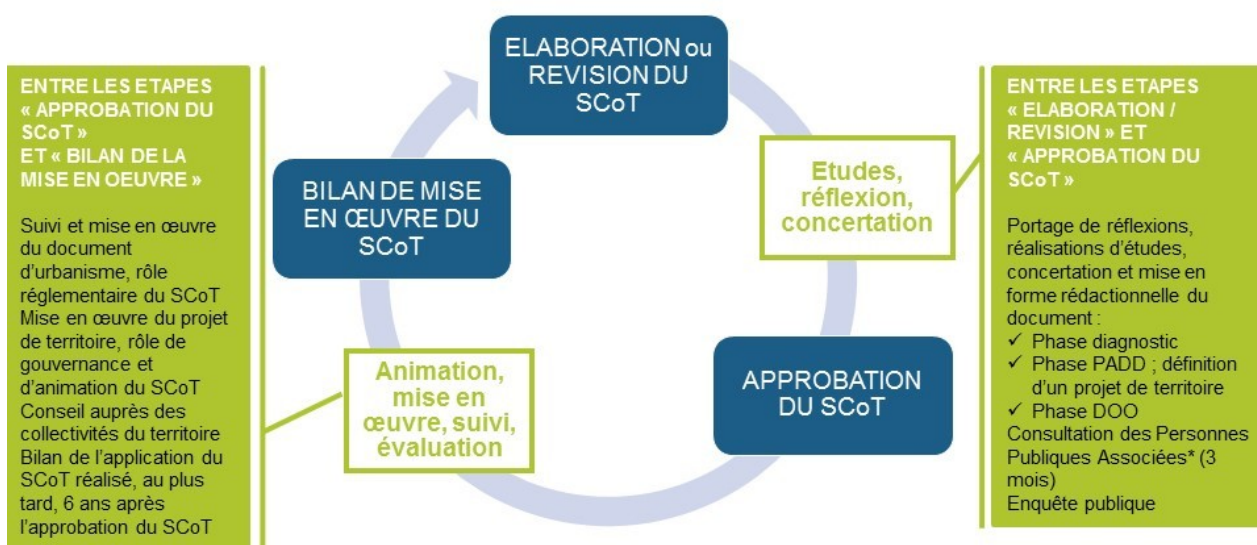 ELABORATION ou
REVISION DU
SCoT
ENTRE LES ETAPES
« APPROBATION DU
SCoT »
ET « BILAN DE LA
MISE EN OEUVRE »
Suivi et mise en œuvre
du document
d'urbanisme, rôle
réglementaire du SCoT
Mise en œuvre du projet
de territoire, rôle de
gouvernance et
d'animation du SCoT
Conseil auprès des
collectivités du territoire
Bilan de l'application du
SCoT réalisé, au plus
tard, 6 ans après
l'approbation du SCoT
BILAN DE MISE
EN ŒUVRE DU
SCoT
Animation,
mise en
œuvre, suivi,
évaluation
Etudes,
réflexion,
concertation
APPROBATION
DU SCoT
ENTRE LES ETAPES
« ELABORATION /
REVISION » ET
« APPROBATION DU
SCoT »
Portage de réflexions,
réalisations d'études,
concertation et mise en
forme rédactionnelle du
document :
✓ Phase diagnostic
✓ Phase PADD ; définition
d'un projet de territoire
✓ Phase DOO
Consultation des Personnes
Publiques Associées* (3
mois)
Enquête publique